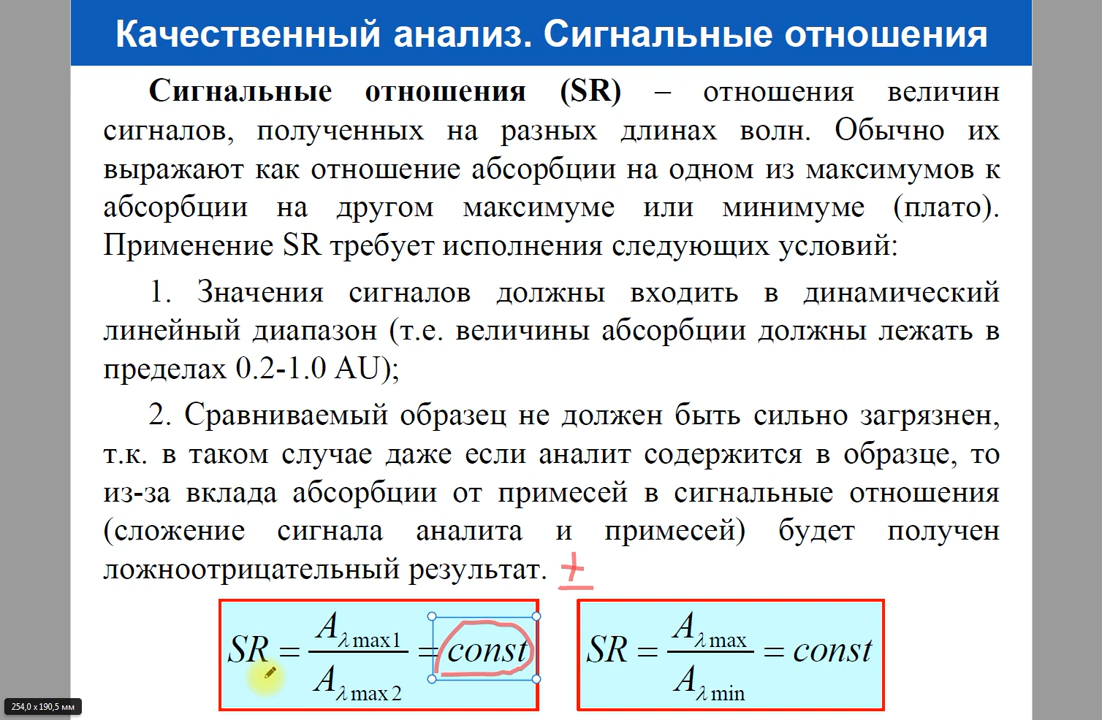 Качественный анализ. Сигнальные отношения
Сигнальные отношения (SR) – отношения величин
сигналов, полученных на разных длинах волн. Обычно их
выражают как отношение абсорбции на одном из максимумов к
абсорбции на другом максимуме или минимуме (плато).
Применение SR требует исполнения следующих условий:
1. Значения сигналов должны входить в динамический
линейный диапазон (т.е. величины абсорбции должны лежать в
пределах 0.2-1.0 AU);
2. Сравниваемый образец не должен быть сильно загрязнен,
т.к. в таком случае даже если аналит содержится в образце, то
из-за вклада абсорбции от примесей в сигнальные отношения
(сложение сигнала аналита и примесей) будет получен
ложноотрицательный результат. +
SR = A λ max1 / A λ max 2 = const
SR = A λ max / A λ min = const
254,0 x 190,5 мм